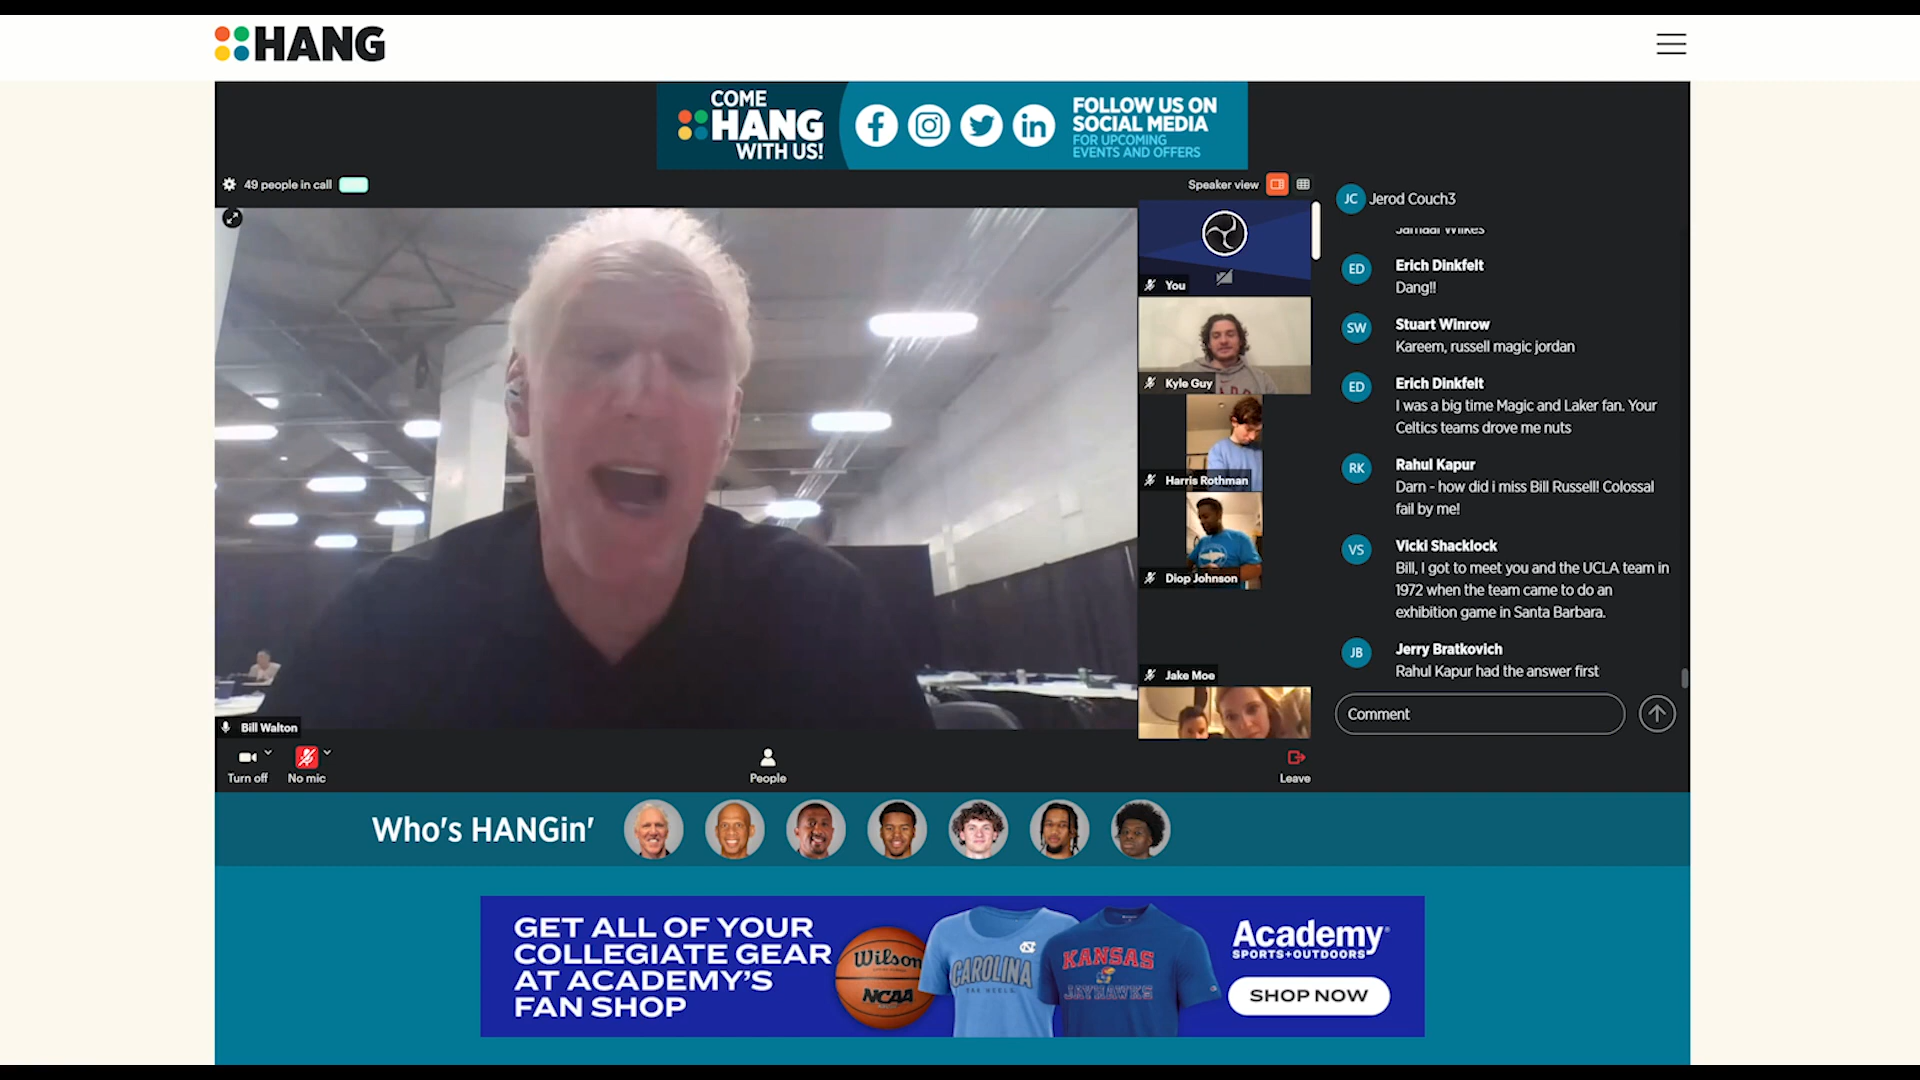 HANG
COME
HANG
WITH US!
FOLLOW US ON
SOCIAL MEDIA
FOR UPCOMING
EVENTS AND OFFERS
49 people in call
Speaker view
You
Kyle Guy
Harris Rothman
Diop Johnson
Jake Moe
Bill Walton
Turn off
No mic
People
Leave
JC Jerod Couch3
Jamaal Wilkes
ED Erich Dinkfelt
Dang!!
SW Stuart Winrow
Kareem, russell magic jordan
ED Erich Dinkfelt
I was a big time Magic and Laker fan. Your
Celtics teams drove me nuts
RK Rahul Kapur
Darn - how did i miss Bill Russell! Colossal
fail by me!
VS Vicki Shacklock
Bill, I got to meet you and the UCLA team in
1972 when the team came to do an
exhibition game in Santa Barbara.
JB Jerry Bratkovich
Rahul Kapur had the answer first
Comment
Who's HANGin'
GET ALL OF YOUR
COLLEGIATE GEAR
AT ACADEMY'S
FAN SHOP
Wilson
NCAA
CAROLINA
TAR HEELS
KANSAS
JAYHAWKS
Academy
SPORTS+OUTDOORS
SHOP NOW